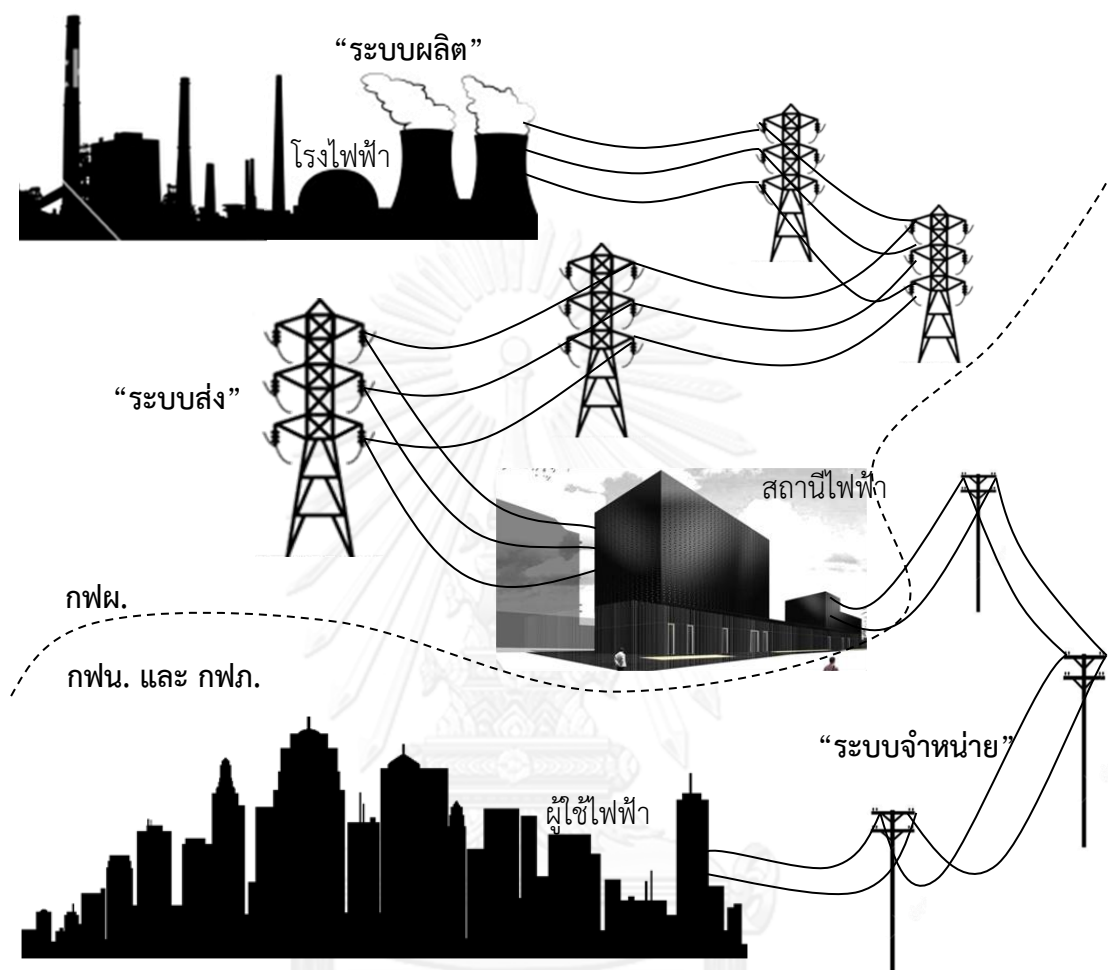 “ระบบผลิต”
โรงไฟฟ้า
“ระบบส่ง”
สถานีไฟฟ้า
กฟผ.
กฟน. และ กฟภ.
“ระบบจำหน่าย”
ผู้ใช้ไฟฟ้า